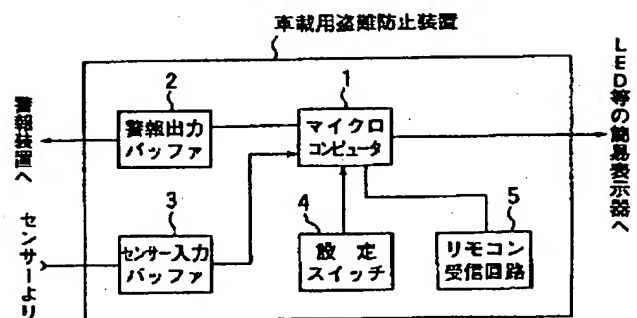 車載用盗難防止装置
2
警報出力
バッファ
1
マイクロ
コンピュータ
警報装置へ
LED等の簡易表示器へ
3
センサー入力
バッファ
4
設定
スイッチ
5
リモコン
受信回路
センサーより